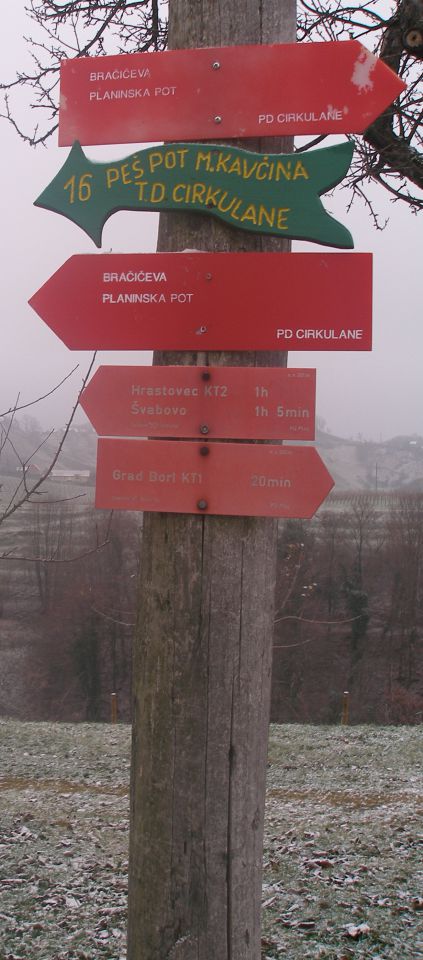 BRAČIČEVA
PLANINSKA POT
PD CIRKULANE
16 PEŠ POT M.KAVČINA
T.D CIRKULANE
BRAČIČEVA
PLANINSKA POT
PD CIRKULANE
Hrastovec KT2 1h
Švabovo 1h 5min
Grad Borl KT1 20min